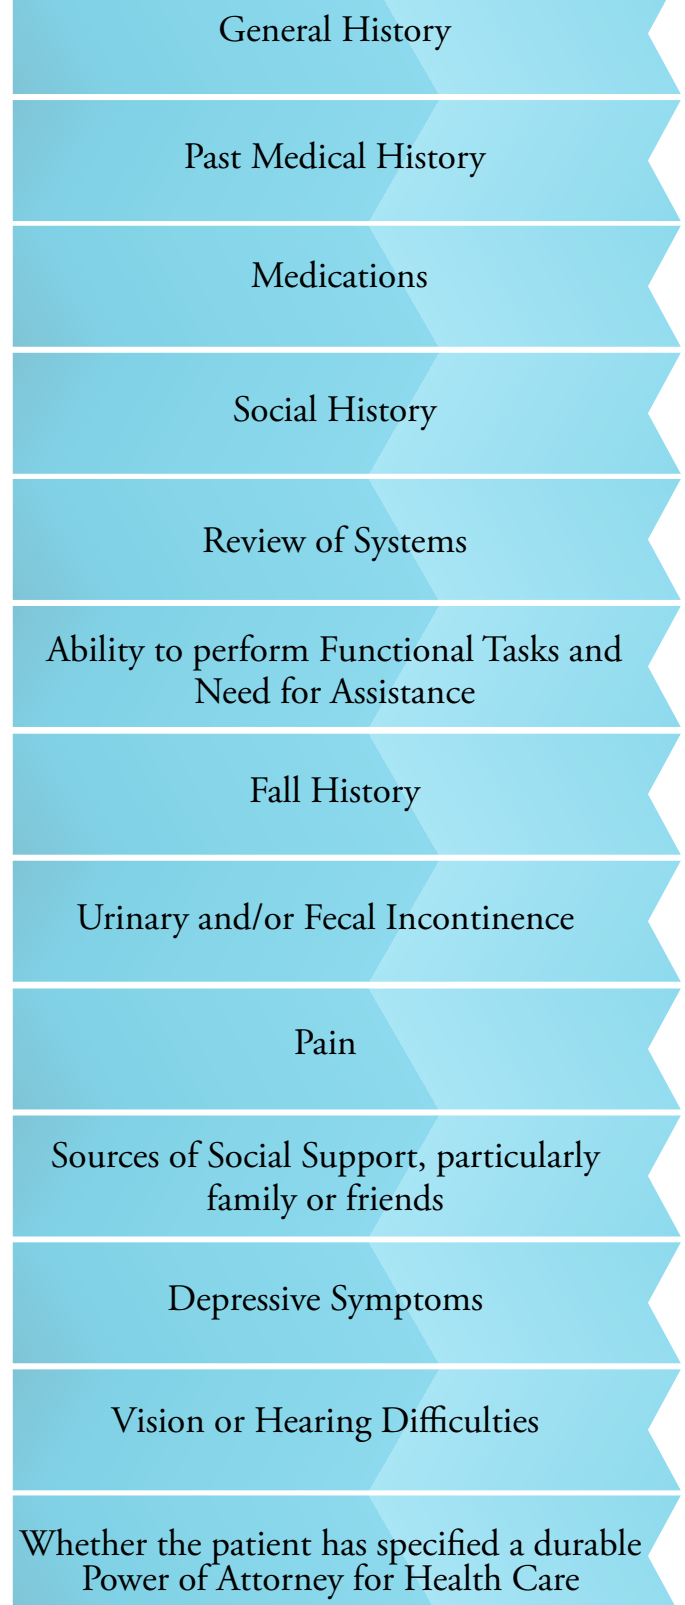 General History
Past Medical History
Medications
Social History
Review of Systems
Ability to perform Functional Tasks and
Need for Assistance
Fall History
Urinary and/or Fecal Incontinence
Pain
Sources of Social Support, particularly
family or friends
Depressive Symptoms
Vision or Hearing Difficulties
Whether the patient has specified a durable
Power of Attorney for Health Care